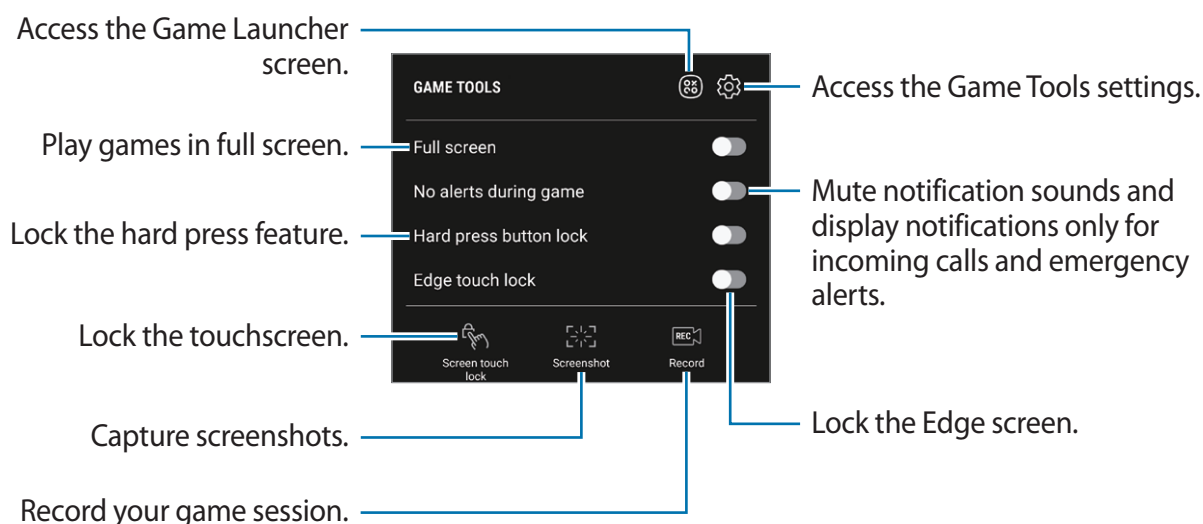 Access the Game Launcher
screen.
GAME TOOLS
Access the Game Tools settings.
Play games in full screen.
Full screen
No alerts during game
Mute notification sounds and
display notifications only for
incoming calls and emergency
alerts.
Lock the hard press feature.
Hard press button lock
Edge touch lock
Lock the touchscreen.
REC
Screen touch
lock
Screenshot
Record
Capture screenshots.
Lock the Edge screen.
Record your game session.